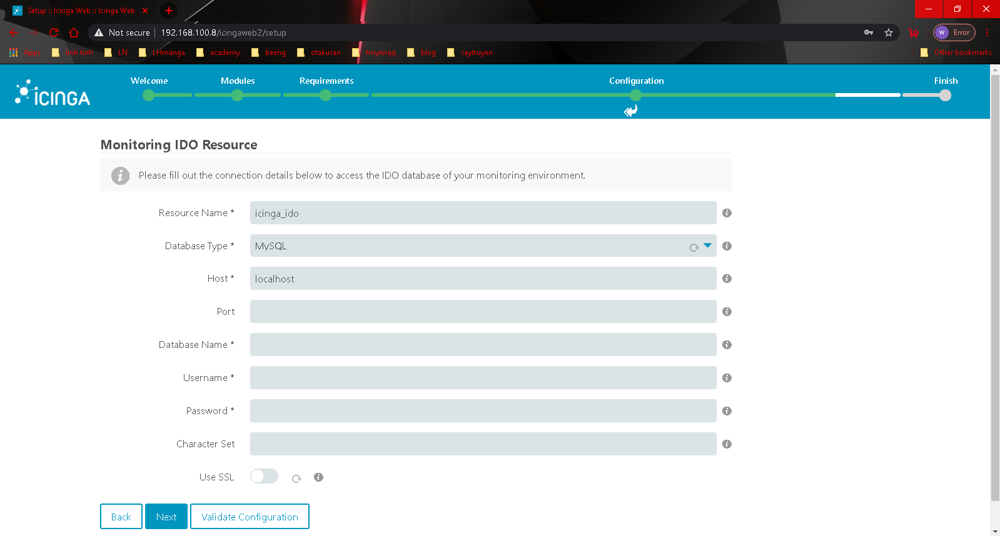 Setup :: Icinga Web :: Icinga Web
Not secure | 192.168.100.8/icingaweb2/setup
W Error
Apps linh tinh LN LHmanga academy beeng otakusan truyenqq blog saytruyen Other bookmarks
ICINGA
Welcome Modules Requirements Configuration Finish
Monitoring IDO Resource
Please fill out the connection details below to access the IDO database of your monitoring environment.
Resource Name * icinga_ido
Database Type * MySQL
Host * localhost
Port
Database Name *
Username *
Password *
Character Set
Use SSL
Back Next Validate Configuration